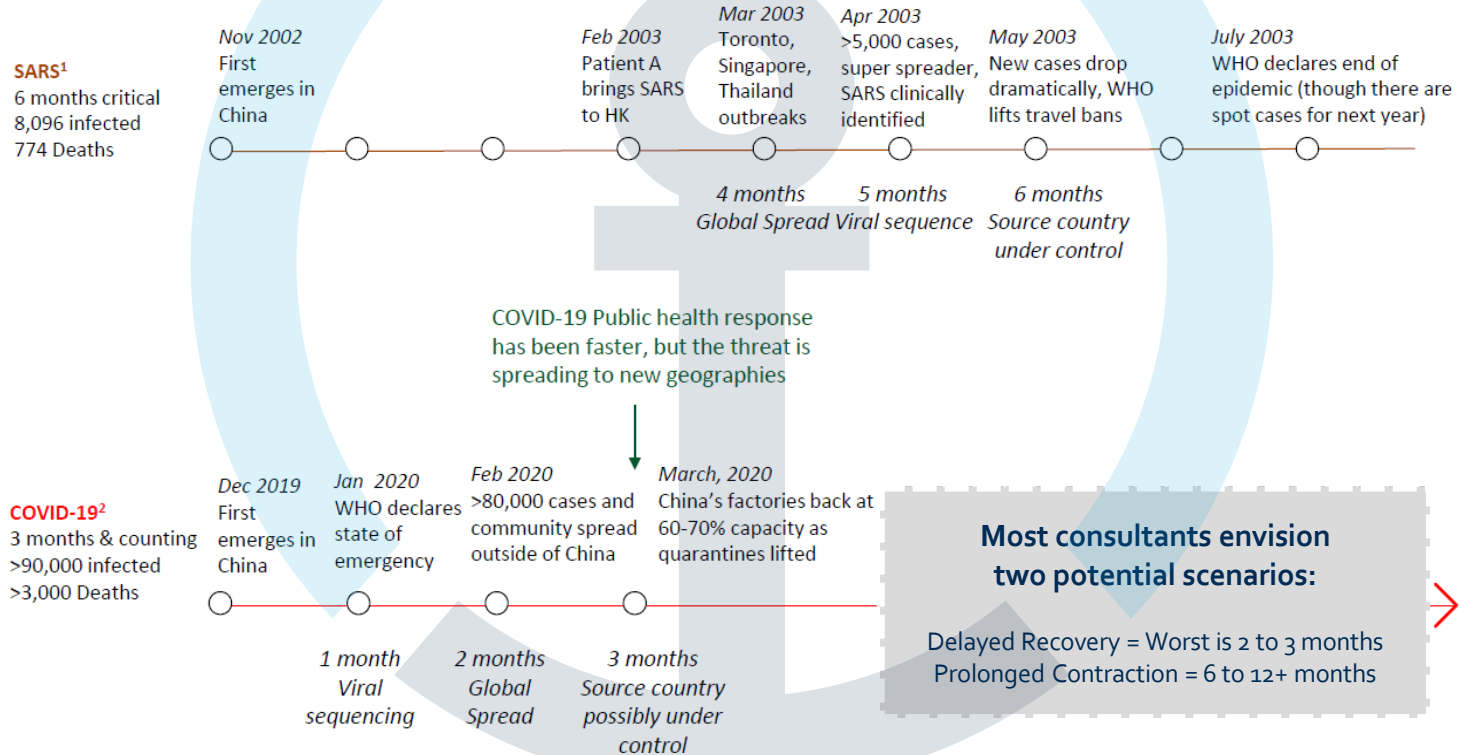 SARS1
6 months critical
8,096 infected
774 Deaths
Nov 2002
First
emerges in
China
Feb 2003
Patient A
brings SARS
to HK
Mar 2003
Toronto,
Singapore,
Thailand
outbreaks
Apr 2003
>5,000 cases,
super spreader,
SARS clinically
identified
May 2003
New cases drop
dramatically, WHO
lifts travel bans
July 2003
WHO declares end of
epidemic (though there are
spot cases for next year)
4 months
Global Spread
5 months
Viral sequence
6 months
Source country
under control
COVID-19 Public health response
has been faster, but the threat is
spreading to new geographies
COVID-192
3 months & counting
>90,000 infected
>3,000 Deaths
Dec 2019
First
emerges in
China
Jan 2020
WHO declares
state of
emergency
Feb 2020
>80,000 cases and
community spread
outside of China
March, 2020
China's factories back at
60-70% capacity as
quarantines lifted
1 month
Viral
sequencing
2 months
Global
Spread
3 months
Source country
possibly under
control
Most consultants envision
two potential scenarios:
Delayed Recovery = Worst is 2 to 3 months
Prolonged Contraction = 6 to 12+ months